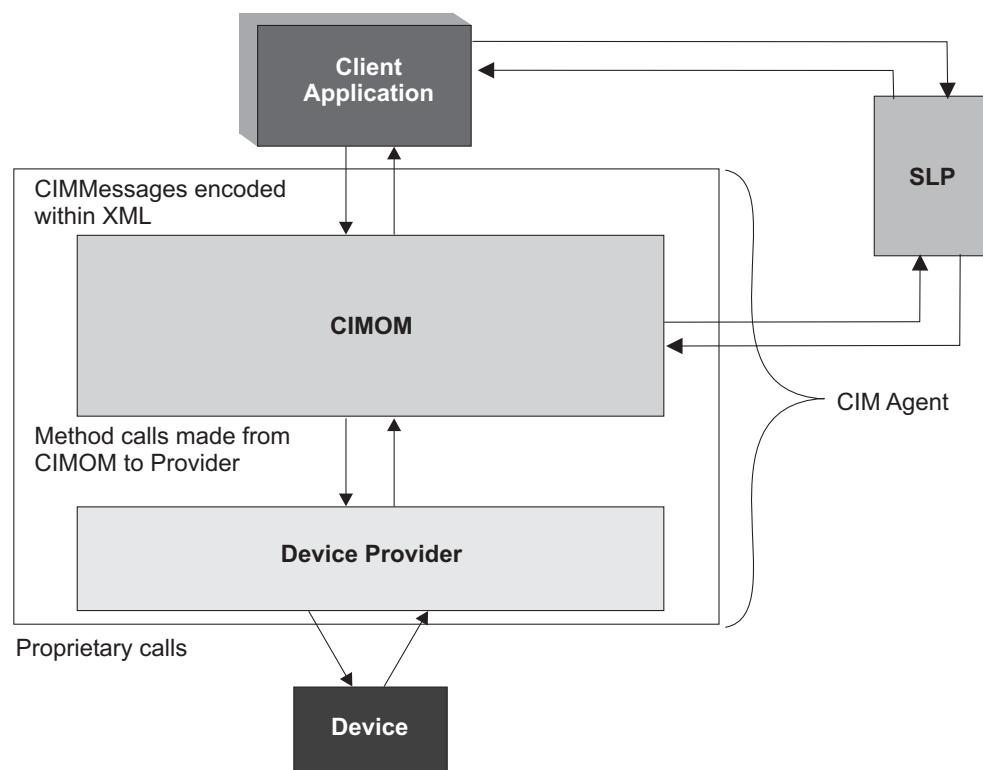 Client
Application
SLP
CIMMessages encoded
within XML
CIMOM
CIM Agent
Method calls made from
CIMOM to Provider
Device Provider
Proprietary calls
Device